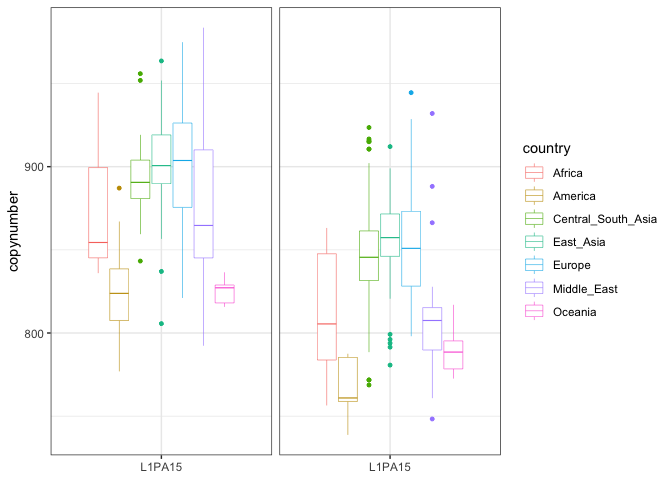 copynumber
900
800
L1PA15
L1PA15
country
Africa
America
Central_South_Asia
East_Asia
Europe
Middle_East
Oceania